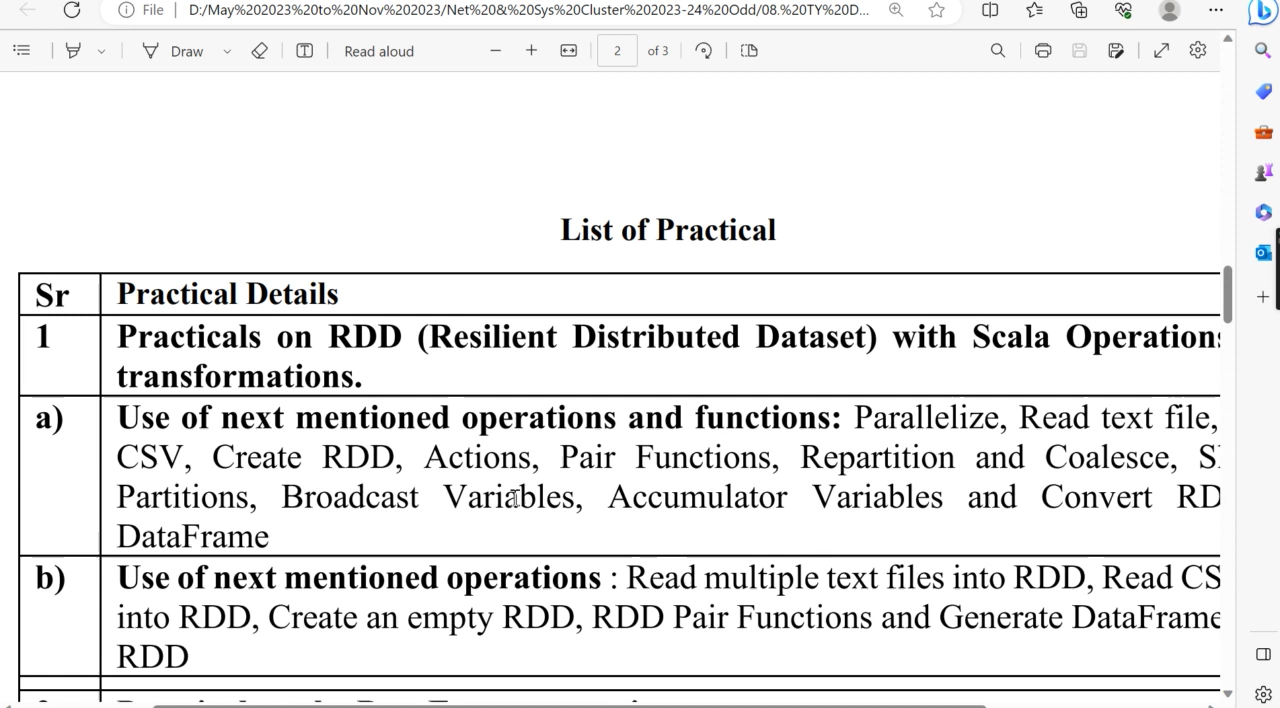 File D:/May%202023%20to%20Nov%202023/Net%20&%20Sys%20Cluster%202023-24%20Odd/08.%20TY%20D...
Draw Read aloud 2 of 3
List of Practical
Sr Practical Details
1 Practicals on RDD (Resilient Distributed Dataset) with Scala Operations
transformations.
a) Use of next mentioned operations and functions: Parallelize, Read text file,
CSV, Create RDD, Actions, Pair Functions, Repartition and Coalesce,
Partitions, Broadcast Variables, Accumulator Variables and Convert RD
DataFrame
b) Use of next mentioned operations : Read multiple text files into RDD, Read CS
into RDD, Create an empty RDD, RDD Pair Functions and Generate DataFrame
RDD